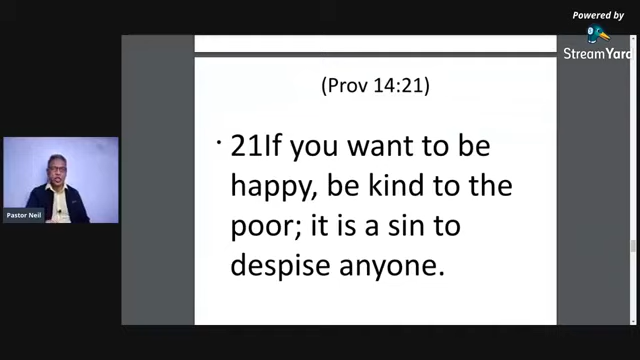 Powered by
StreamYard
(Prov 14:21)
• 21If you want to be
happy, be kind to the
poor; it is a sin to
despise anyone.
Pastor Neil